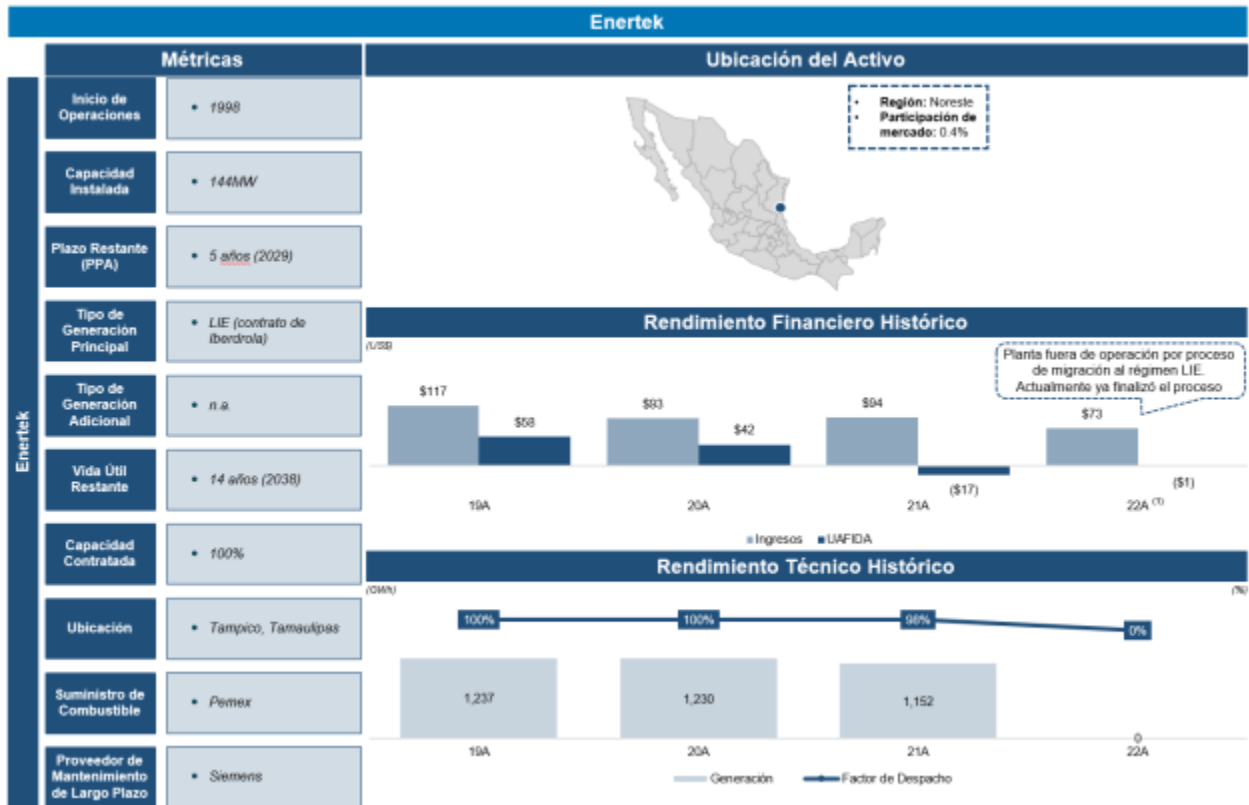 Enertek
Métricas
Ubicación del Activo
Enertek
Inicio de
Operaciones
• 1998
Capacidad
Instalada
• 144MW
Plazo Restante
(PPA)
• 5 años (2029)
Tipo de
Generación
Principal
• LIE (contrato de
Iberdrola)
Tipo de
Generación
Adicional
• n.a.
Vida Útil
Restante
• 14 años (2038)
Capacidad
Contratada
• 100%
Ubicación
• Tampico, Tamaulipas
Suministro de
Combustible
• Pemex
Proveedor de
Mantenimiento
de Largo Plazo
• Siemens
• Región: Noreste
• Participación de
mercado: 0.4%
Rendimiento Financiero Histórico
(US$)
Planta fuera de operación por proceso
de migración al régimen LIE.
Actualmente ya finalizó el proceso
$117
$58
$93
$42
$94
($17)
$73
($1)
19A
20A
21A
22A (1)
Ingresos
UAFIDA
Rendimiento Técnico Histórico
(GWh)
(%)
100%
100%
98%
0%
1,237
1,230
1,152
0
19A
20A
21A
22A
Generación
Factor de Despacho